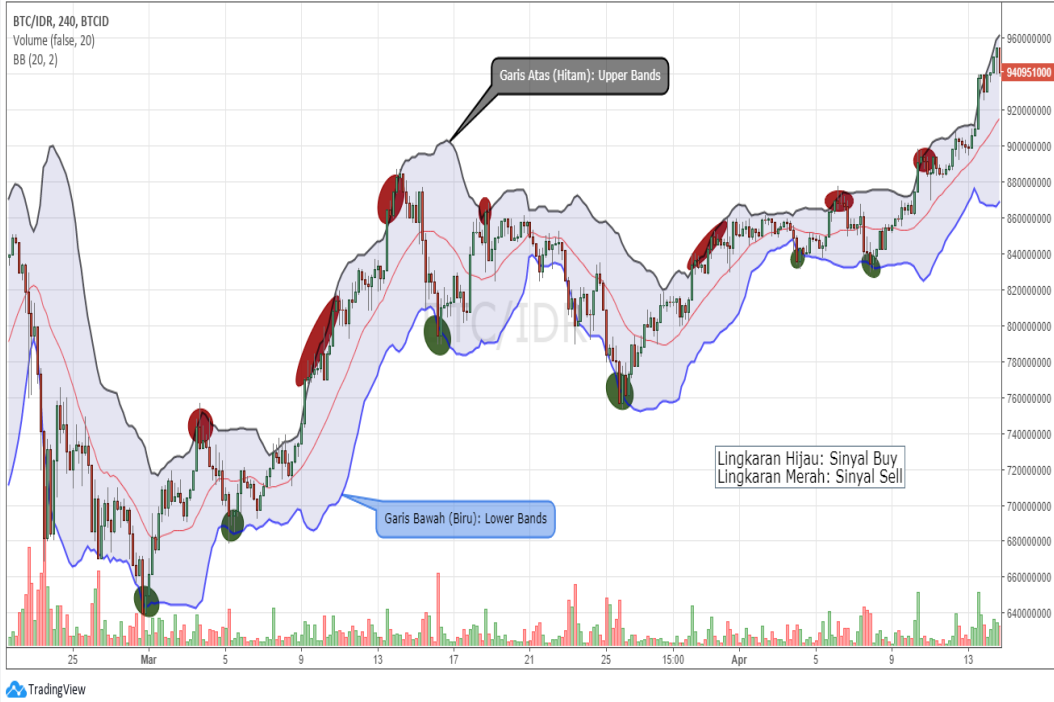 BTC/IDR, 240, BTCID
Volume (false, 20)
BB (20, 2)
Garis Atas (Hitam): Upper Bands
960000000
940951000
920000000
900000000
880000000
860000000
840000000
820000000
800000000
780000000
760000000
740000000
720000000
700000000
680000000
660000000
640000000
BTC/IDR
Lingkaran Hijau: Sinyal Buy
Lingkaran Merah: Sinyal Sell
Garis Bawah (Biru): Lower Bands
25 Mar 5 9 13 17 21 25 15:00 Apr 5 9 13
TradingView